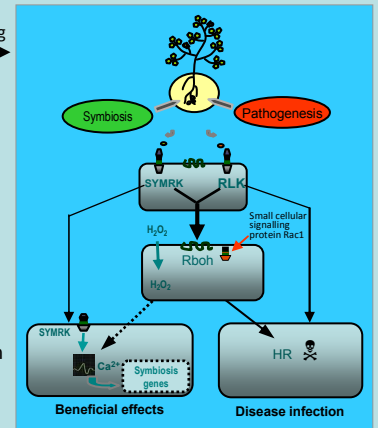 g
Symbiosis
Pathogenesis
SYMRK
RLK
Small cellular
signalling
protein Rac1
H₂O₂
Rboh
H₂O₂
SYMRK
Ca²⁺
Symbiosis
genes
HR
n
Beneficial effects
Disease infection